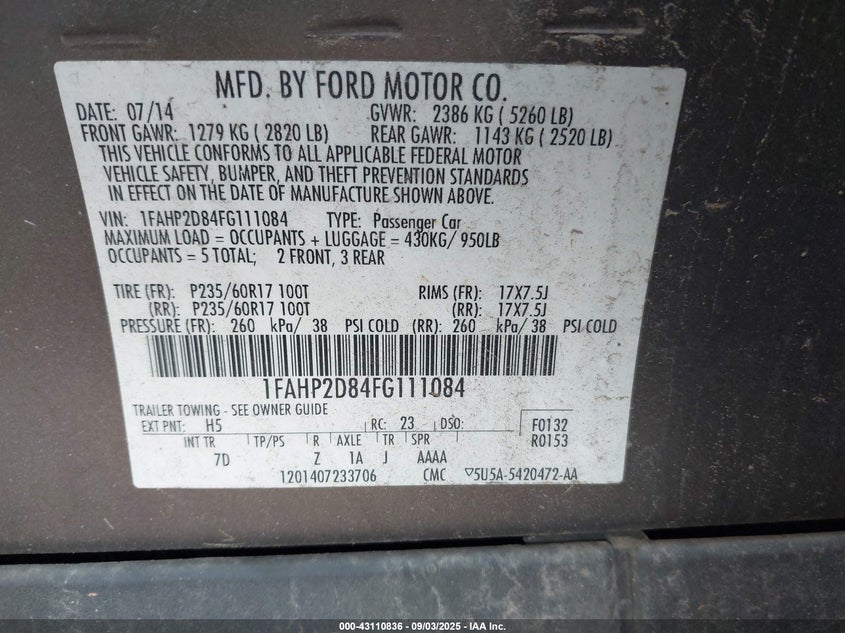 MFD. BY FORD MOTOR CO.
DATE: 07/14 GVWR: 2386 KG ( 5260 LB)
FRONT GAWR: 1279 KG ( 2820 LB) REAR GAWR: 1143 KG ( 2520 LB)
THIS VEHICLE CONFORMS TO ALL APPLICABLE FEDERAL MOTOR
VEHICLE SAFETY, BUMPER, AND THEFT PREVENTION STANDARDS
IN EFFECT ON THE DATE OF MANUFACTURE SHOWN ABOVE.
VIN: 1FAHP2D84FG111084 TYPE: Passenger Car
MAXIMUM LOAD = OCCUPANTS + LUGGAGE = 430KG/ 950LB
OCCUPANTS = 5 TOTAL; 2 FRONT, 3 REAR
TIRE (FR): P235/60R17 100T RIMS (FR): 17X7.5J
(RR): P235/60R17 100T (RR): 17X7.5J
PRESSURE (FR): 260 kPa/ 38 PSI COLD (RR): 260 kPa/ 38 PSI COLD
1FAHP2D84FG111084
TRAILER TOWING - SEE OWNER GUIDE
EXT PNT: H5 RC: 23 DSO: F0132
INT TR TP/PS R AXLE TR SPR R0153
7D Z 1A J AAAA
1201407233706 CMC ▽5U5A-5420472-AA
000-43110836 - 09/03/2025 - IAA Inc.